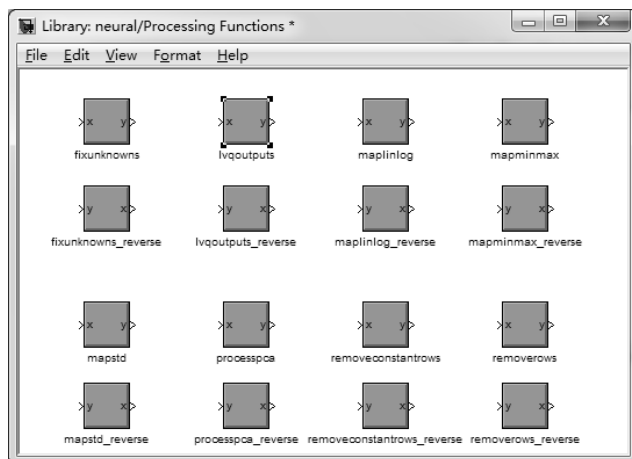 Library: neural/Processing Functions *
File Edit View Format Help
x y x y x y x y
fixunknowns lvqoutputs maplinlog mapminmax
y x y x y x y x
fixunknowns_reverse lvqoutputs_reverse maplinlog_reverse mapminmax_reverse
x y x y x y x y
mapstd processpca removeconstantrows removerows
y x y x y x y x
mapstd_reverse processpca_reverse removeconstantrows_reverse removerows_reverse